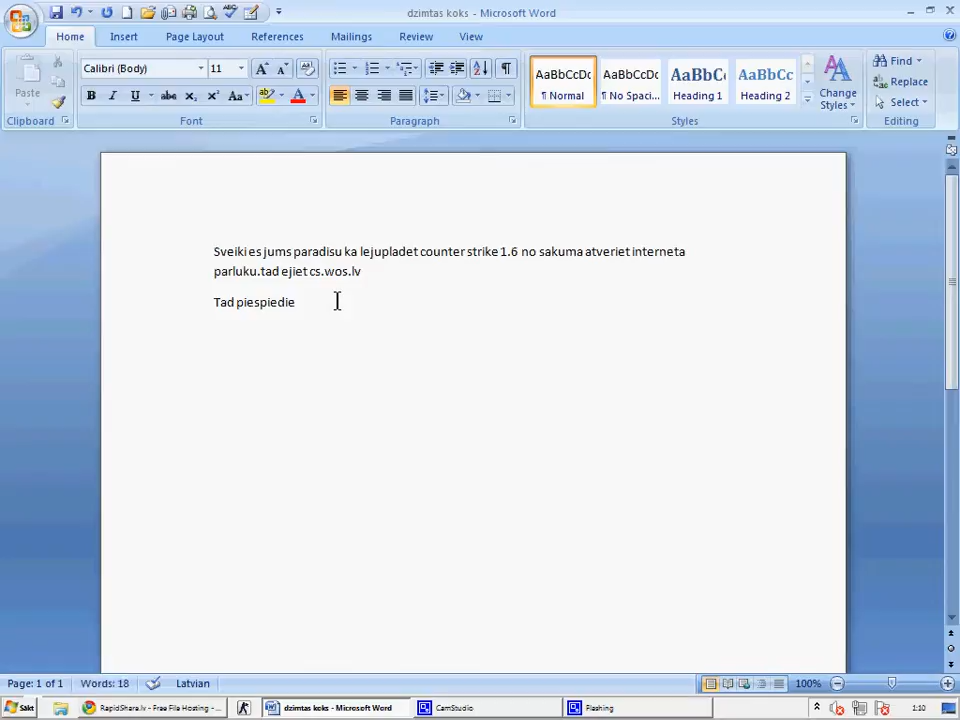 dzimtas koks - Microsoft Word
Home Insert Page Layout References Mailings Review View
Paste
Clipboard
Calibri (Body) 11
Font
Paragraph
AaBbCcDc AaBbCcDc AaBbC AaBbCc
¶ Normal ¶ No Spaci... Heading 1 Heading 2
Change Styles
Styles
Find
Replace
Select
Editing
Sveiki es jums paradisu ka lejupladet counter strike 1.6 no sakuma atveriet interneta
parluku.tad ejiet cs.wos.lv
Tad piespiedie
Page: 1 of 1 Words: 18 Latvian 100%
Sakt RapidShare.lv - Free File Hosting - ... dzimtas koks - Microsoft Word CamStudio Flashing 1:10